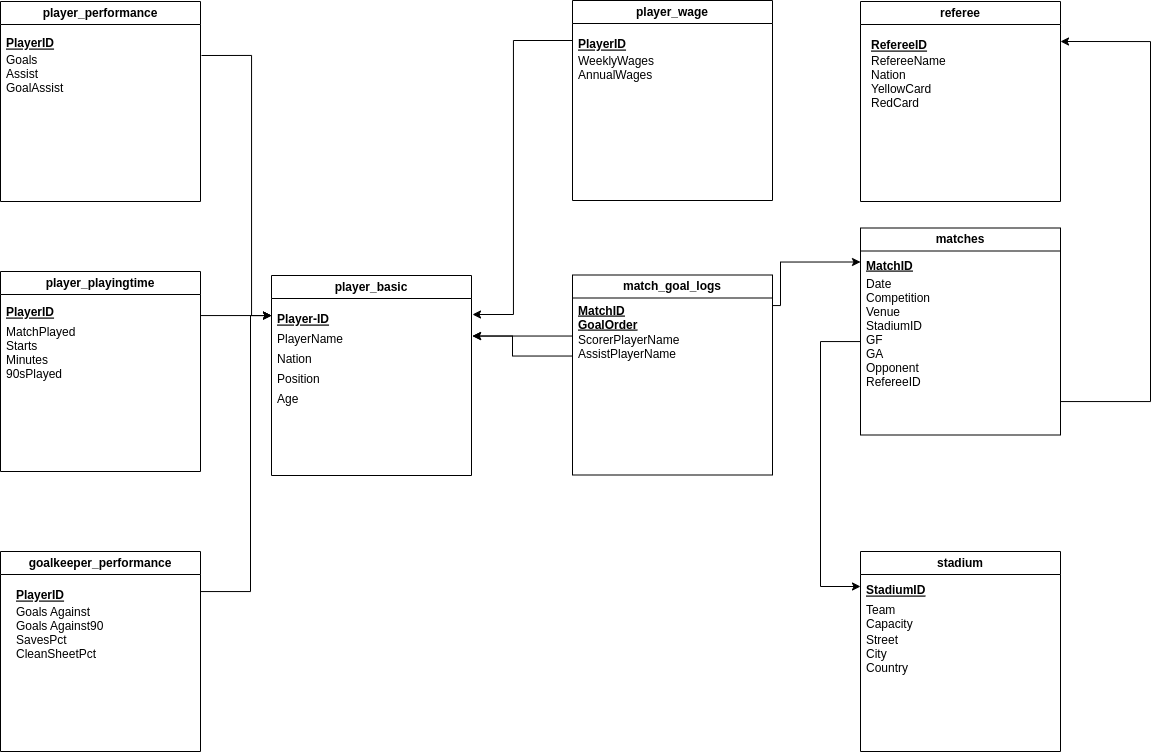 player_performance
PlayerID
Goals
Assist
GoalAssist
player_wage
PlayerID
WeeklyWages
AnnualWages
referee
RefereeID
RefereeName
Nation
YellowCard
RedCard
player_playingtime
PlayerID
MatchPlayed
Starts
Minutes
90sPlayed
player_basic
Player-ID
PlayerName
Nation
Position
Age
match_goal_logs
MatchID
GoalOrder
ScorerPlayerName
AssistPlayerName
matches
MatchID
Date
Competition
Venue
StadiumID
GF
GA
Opponent
RefereeID
goalkeeper_performance
PlayerID
Goals Against
Goals Against90
SavesPct
CleanSheetPct
stadium
StadiumID
Team
Capacity
Street
City
Country